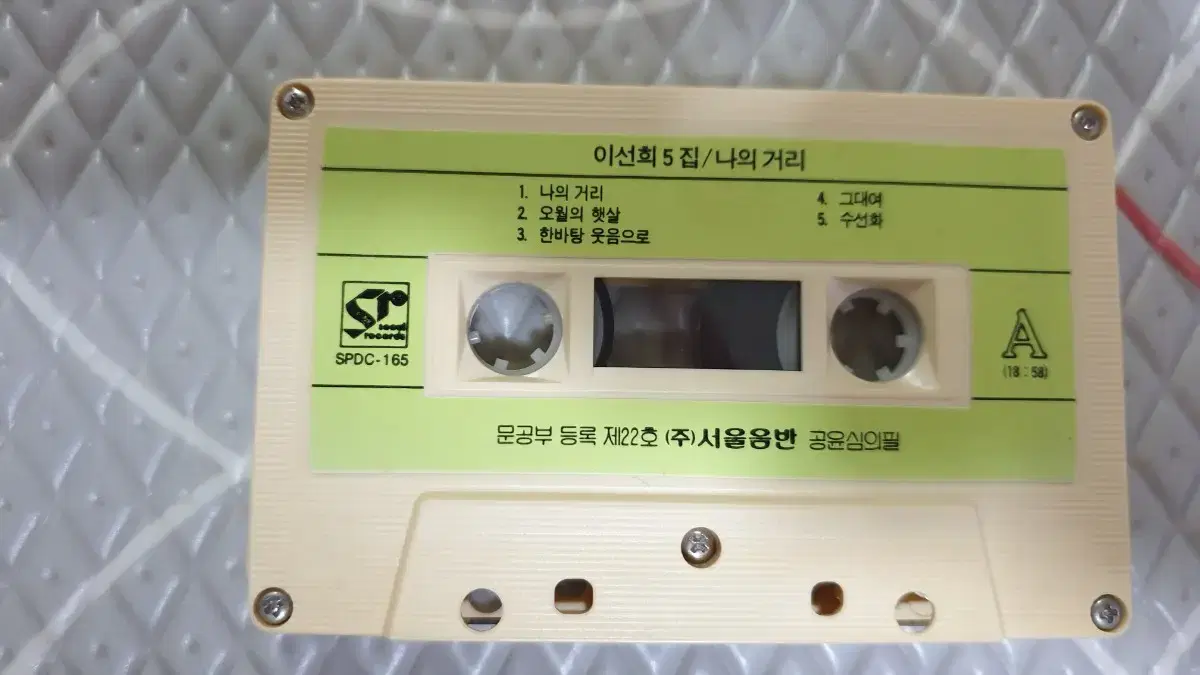 이선희 5 집/나의 거리
1. 나의 거리
2. 오월의 햇살
3. 한바탕 웃음으로
4. 그대여
5. 수선화
Sr
seoul
records
SPDC-165
A
(18 : 58)
문공부 등록 제22호 (주)서울음반 공윤심의필